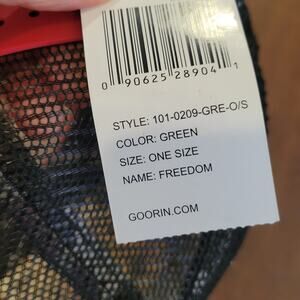 0 90625 28904 1
STYLE: 101-0209-GRE-O/S
COLOR: GREEN
SIZE: ONE SIZE
NAME: FREEDOM
GOORIN.COM